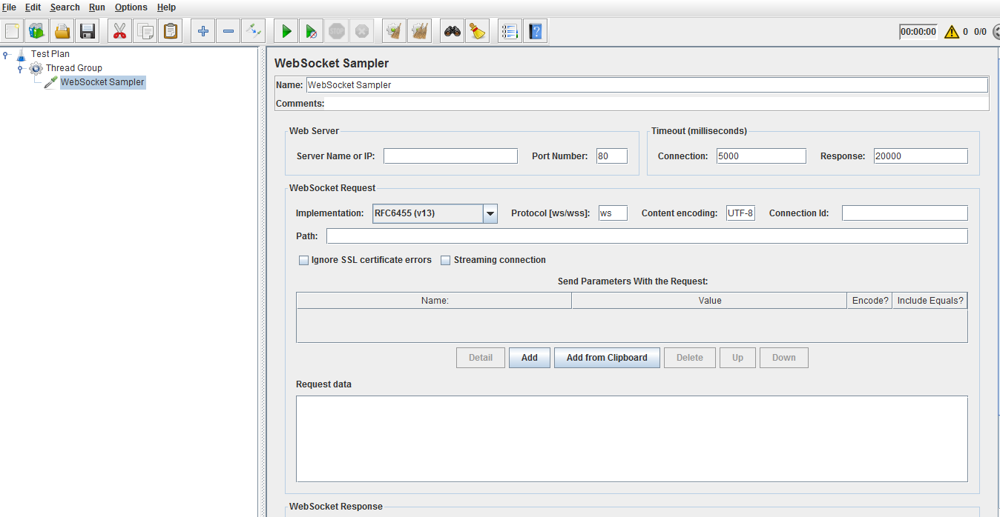 File Edit Search Run Options Help
STOP
00:00:00 0 0/0
Test Plan
Thread Group
WebSocket Sampler
WebSocket Sampler
Name: WebSocket Sampler
Comments:
Web Server
Server Name or IP: Port Number: 80
Timeout (milliseconds)
Connection: 5000 Response: 20000
WebSocket Request
Implementation: RFC6455 (v13) Protocol [ws/wss]: ws Content encoding: UTF-8 Connection Id:
Path:
Ignore SSL certificate errors Streaming connection
Send Parameters With the Request:
Name: Value Encode? Include Equals?
Detail Add Add from Clipboard Delete Up Down
Request data
WebSocket Response